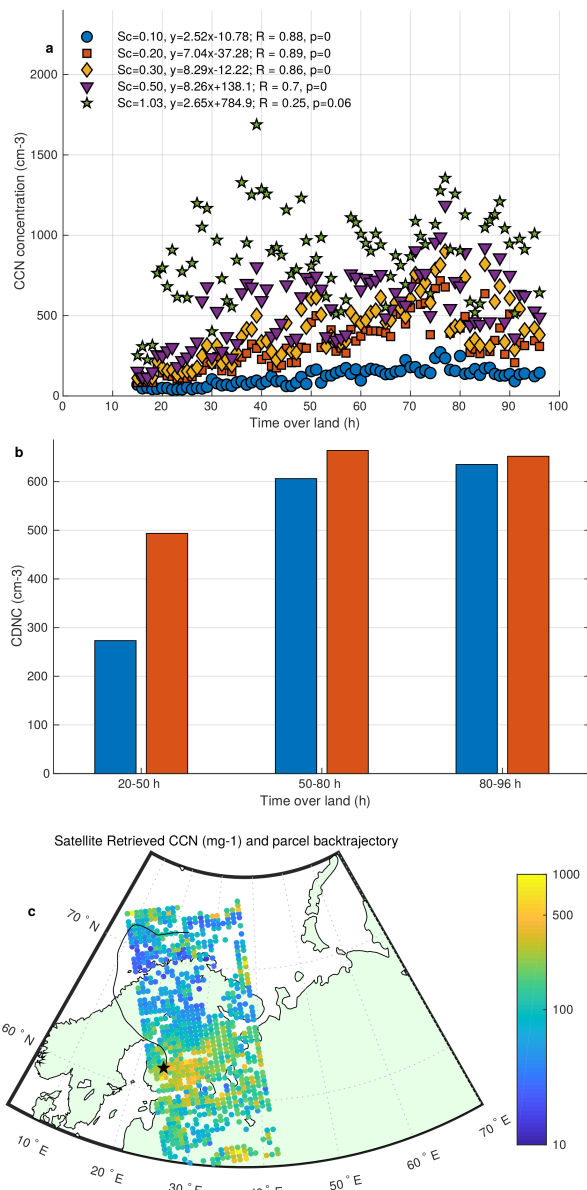 a
Sc=0.10, y=2.52x-10.78; R = 0.88, p=0
Sc=0.20, y=7.04x-37.28; R = 0.89, p=0
Sc=0.30, y=8.29x-12.22; R = 0.86, p=0
Sc=0.50, y=8.26x+138.1; R = 0.7, p=0
Sc=1.03, y=2.65x+784.9; R = 0.25, p=0.06
CCN concentration (cm-3)
2000
1500
1000
500
0
0 10 20 30 40 50 60 70 80 90 100
Time over land (h)
b
CDNC (cm-3)
600
500
400
300
200
100
0
20-50 h 50-80 h 80-96 h
Time over land (h)
Satellite Retrieved CCN (mg-1) and parcel backtrajectory
c
70 ° N
60 ° N
10 ° E
20 ° E
50 ° E
60 ° E
70 ° E
1000
500
100
10